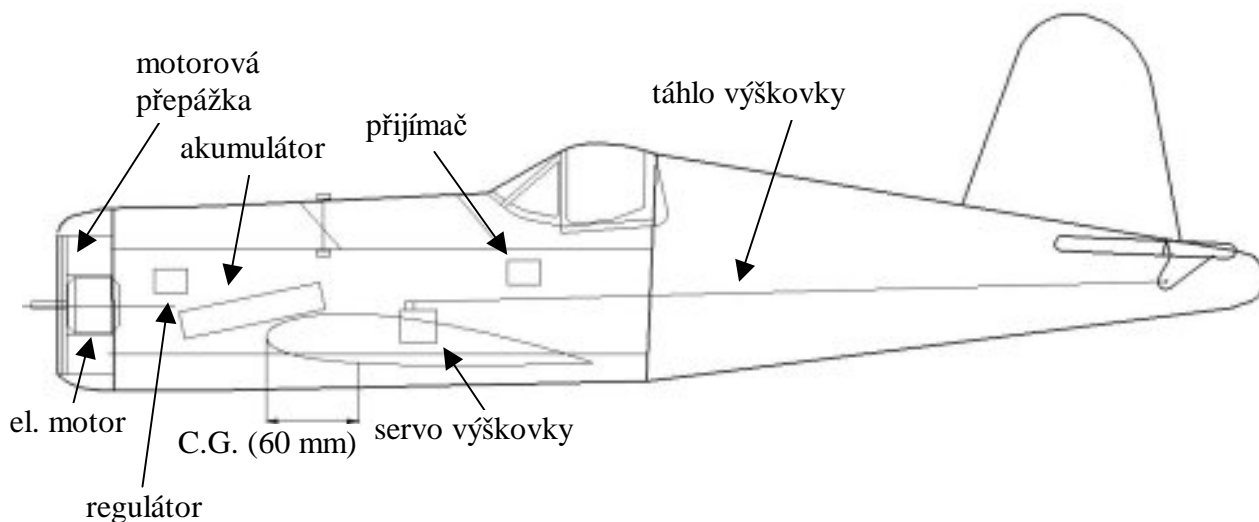 motorová
přepážka
akumulátor
přijímač
táhlo výškovky
el. motor
C.G. (60 mm)
servo výškovky
regulátor